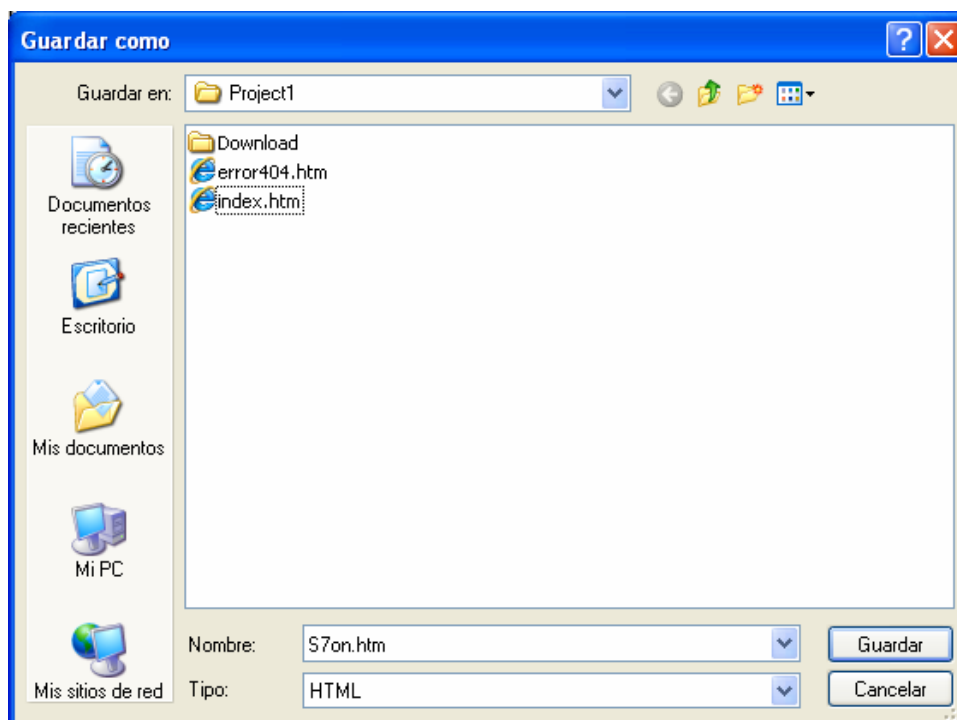 Guardar como
Guardar en:
Project1
Download
error404.htm
index.htm
Documentos
recientes
Escritorio
Mis documentos
Mi PC
Mis sitios de red
Nombre:
S7on.htm
Guardar
Tipo:
HTML
Cancelar